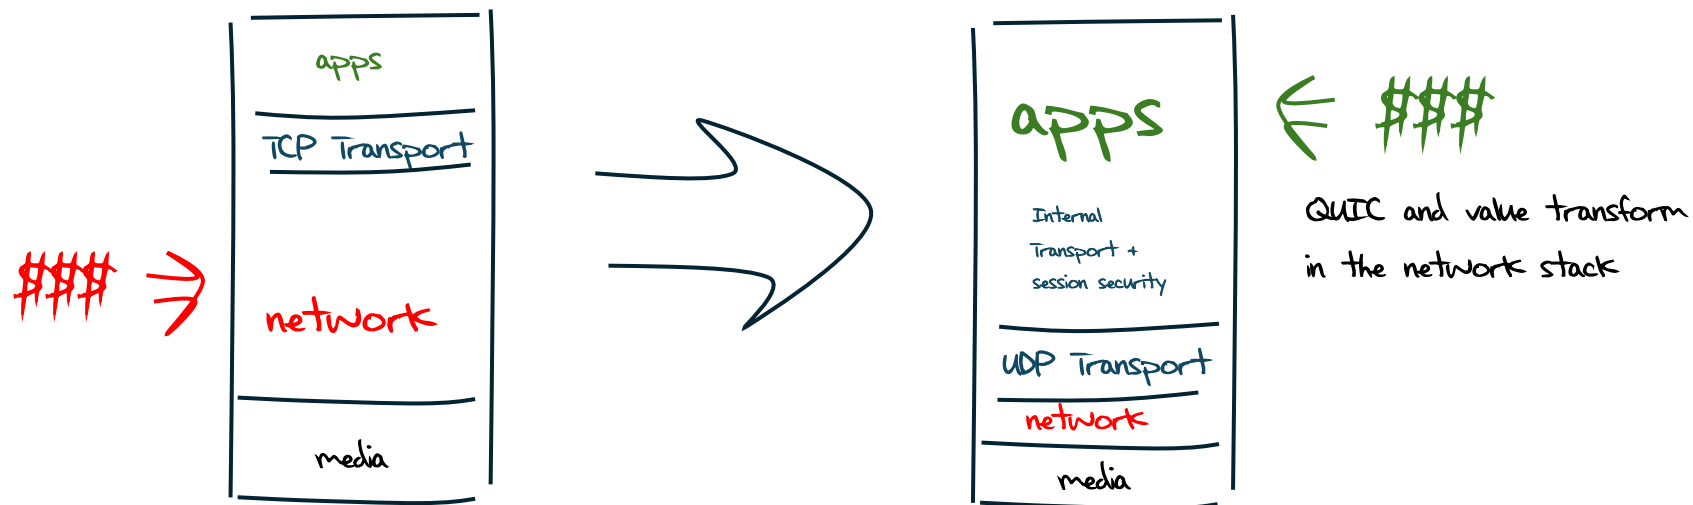 apps
TCP Transport
$$$
network
media
apps
Internal
Transport +
session security
UDP Transport
network
media
$$$
QUIC and value transform
in the network stack